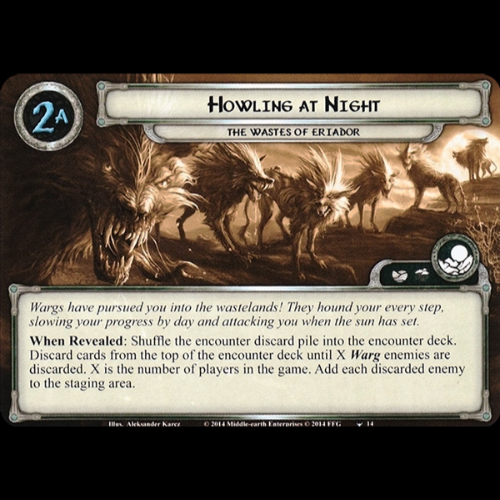 2A
Howling at Night
The Wastes of Eriador
Wargs have pursued you into the wastelands! They hound your every step,
slowing your progress by day and attacking you when the sun has set.
When Revealed: Shuffle the encounter discard pile into the encounter deck.
Discard cards from the top of the encounter deck until X Warg enemies are
discarded. X is the number of players in the game. Add each discarded enemy
to the staging area.
Illus. Aleksander Karcz © 2014 Middle-earth Enterprises © 2014 FFG 14